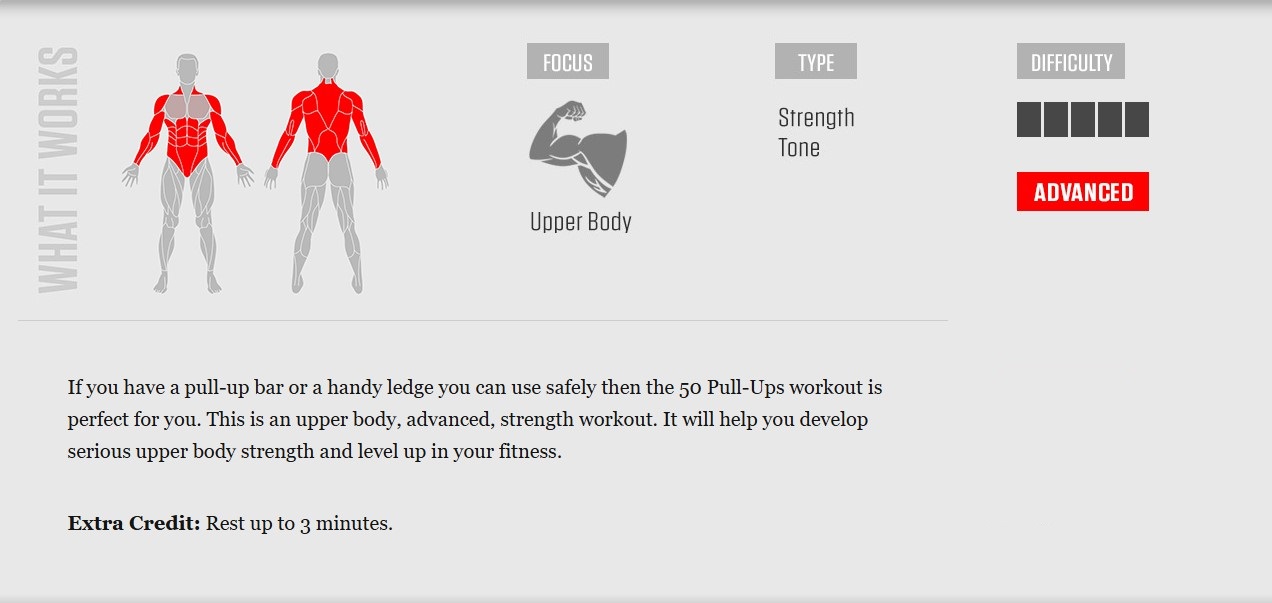 WHAT IT WORKS
FOCUS
Upper Body
TYPE
Strength
Tone
DIFFICULTY
ADVANCED
If you have a pull-up bar or a handy ledge you can use safely then the 50 Pull-Ups workout is
perfect for you. This is an upper body, advanced, strength workout. It will help you develop
serious upper body strength and level up in your fitness.
Extra Credit: Rest up to 3 minutes.